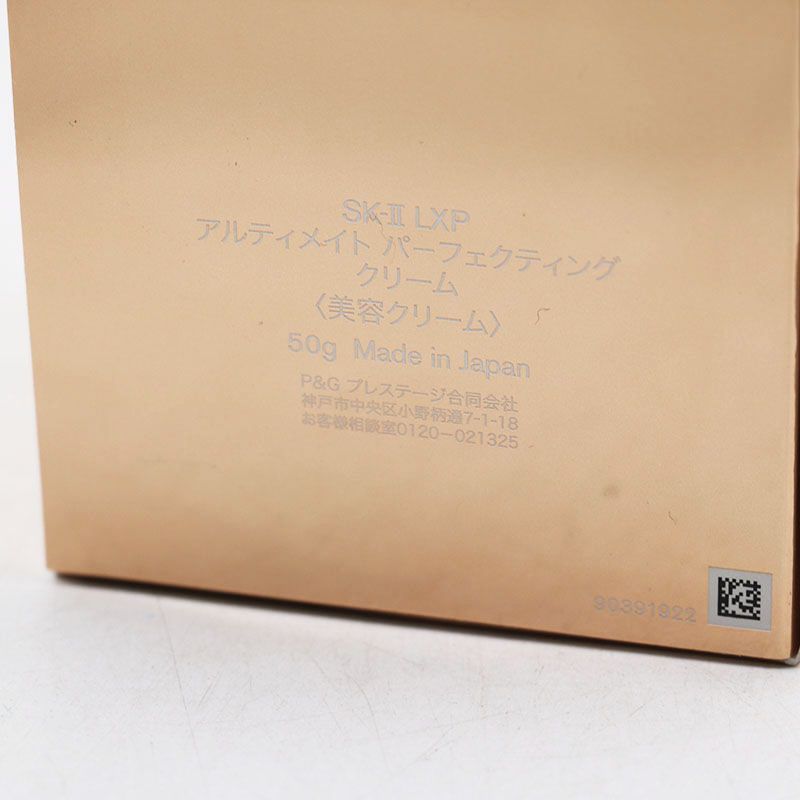 SK-II LXP
アルティメイト パーフェクティング
クリーム
〈美容クリーム〉
50g Made in Japan
P&G プレステージ合同会社
神戸市中央区小野柄通7-1-18
お客様相談室0120-021325
90391922